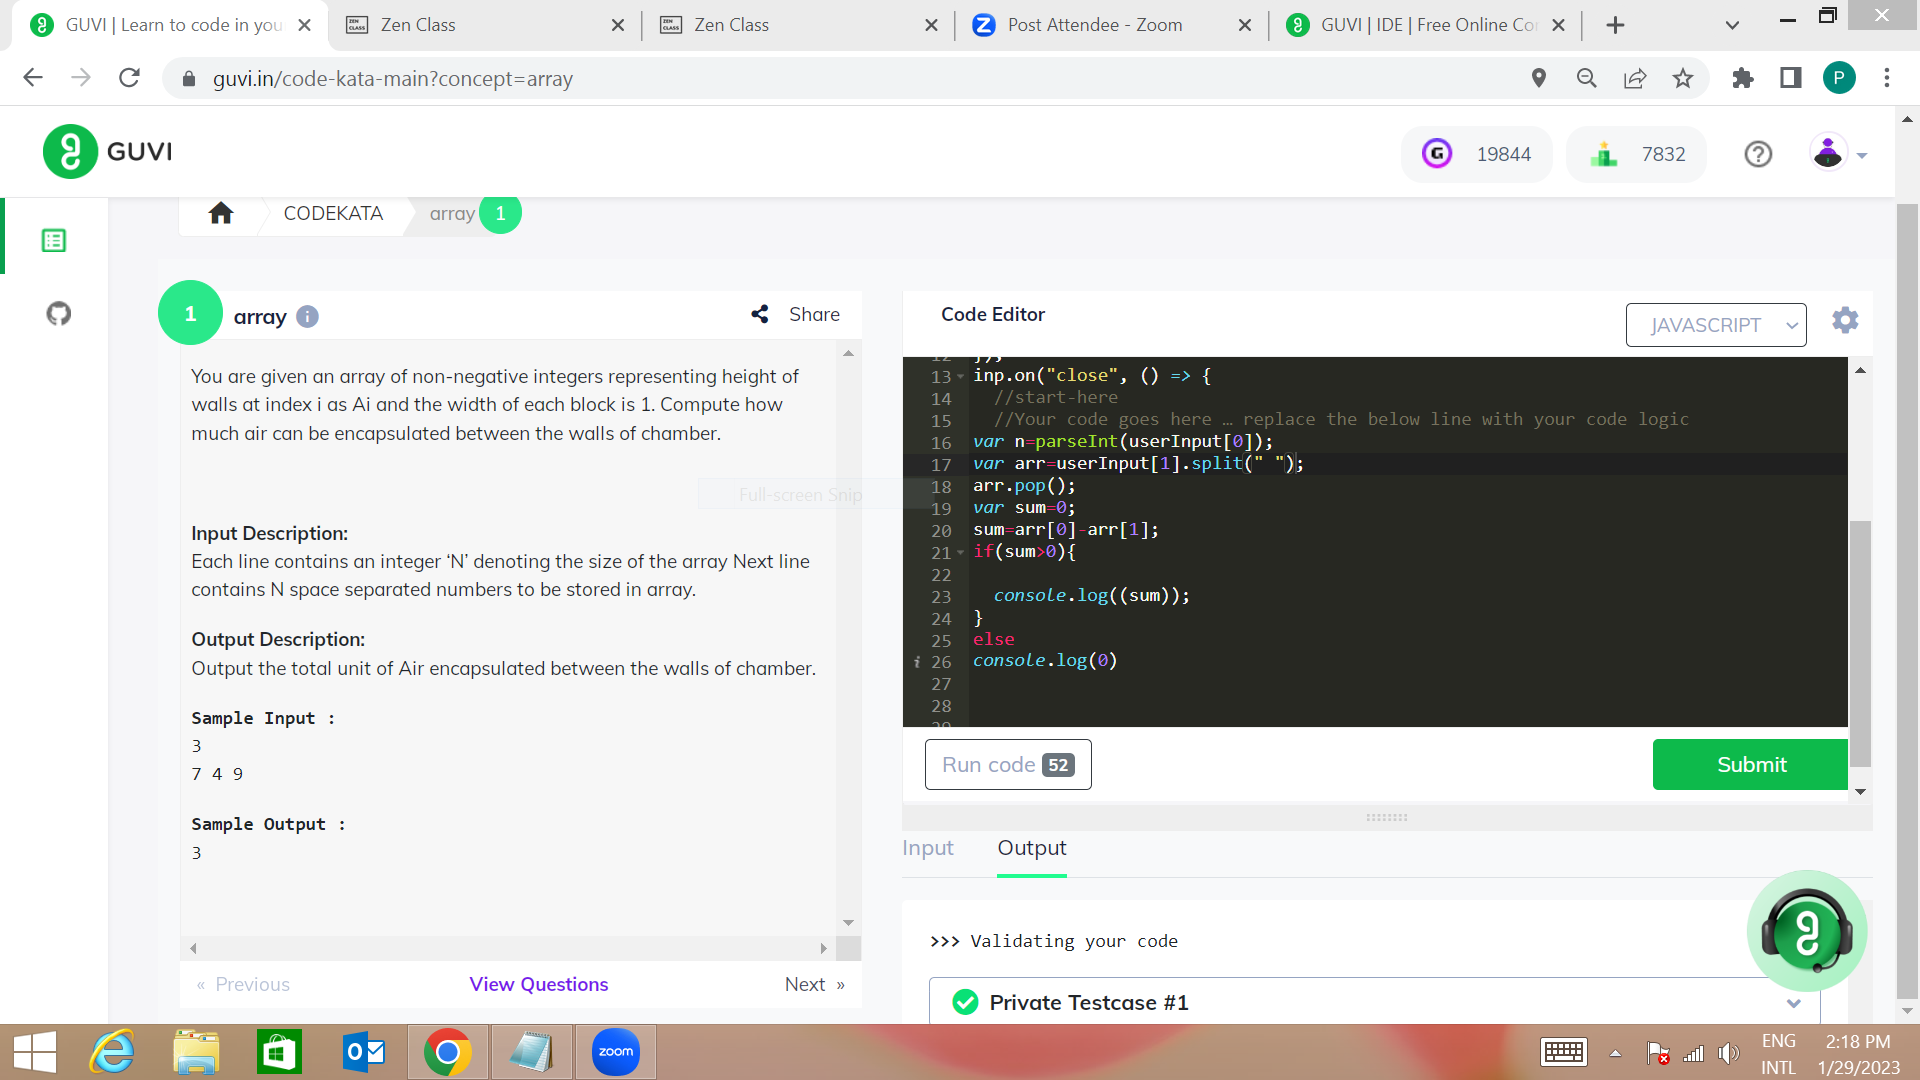 GUVI | Learn to code in you
Zen Class
Zen Class
Post Attendee - Zoom
GUVI | IDE | Free Online Co
guvi.in/code-kata-main?concept=array
P
GUVI
19844
7832
CODEKATA
array
1
1
array
Share
You are given an array of non-negative integers representing height of
walls at index i as Ai and the width of each block is 1. Compute how
much air can be encapsulated between the walls of chamber.
Full-screen Snip
Input Description:
Each line contains an integer ‘N’ denoting the size of the array Next line
contains N space separated numbers to be stored in array.
Output Description:
Output the total unit of Air encapsulated between the walls of chamber.
Sample Input :
3
7 4 9
Sample Output :
3
« Previous
View Questions
Next »
Code Editor
JAVASCRIPT
12 });
13 inp.on("close", () => {
14 //start-here
15 //Your code goes here … replace the below line with your code logic
16 var n=parseInt(userInput[0]);
17 var arr=userInput[1].split(" ");
18 arr.pop();
19 var sum=0;
20 sum=arr[0]-arr[1];
21 if(sum>0){
22
23 console.log((sum));
24 }
25 else
26 console.log(0)
27
28
29
Run code 52
Submit
Input
Output
>>> Validating your code
Private Testcase #1
zoom
ENG
INTL
2:18 PM
1/29/2023